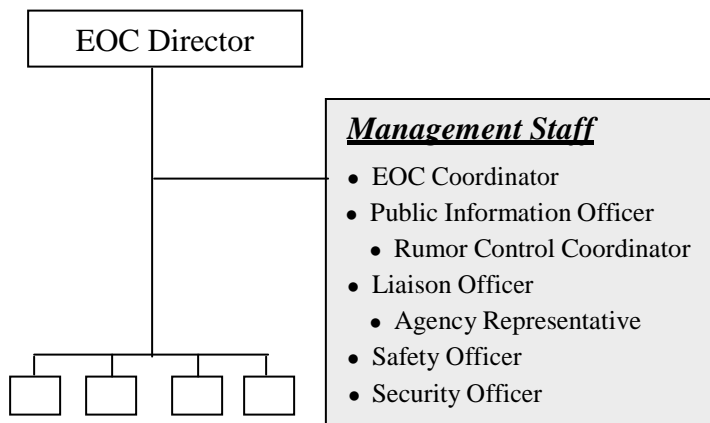 EOC Director
Management Staff
• EOC Coordinator
• Public Information Officer
• Rumor Control Coordinator
• Liaison Officer
• Agency Representative
• Safety Officer
• Security Officer